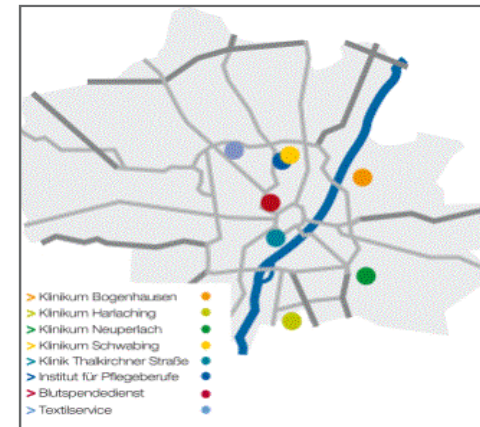 > Klinikum Bogenhausen
> Klinikum Harlaching
> Klinikum Neuperlach
> Klinikum Schwabing
> Klinik Thalkirchner Straße
> Institut für Pflegeberufe
> Blutspendedienst
> Textilservice